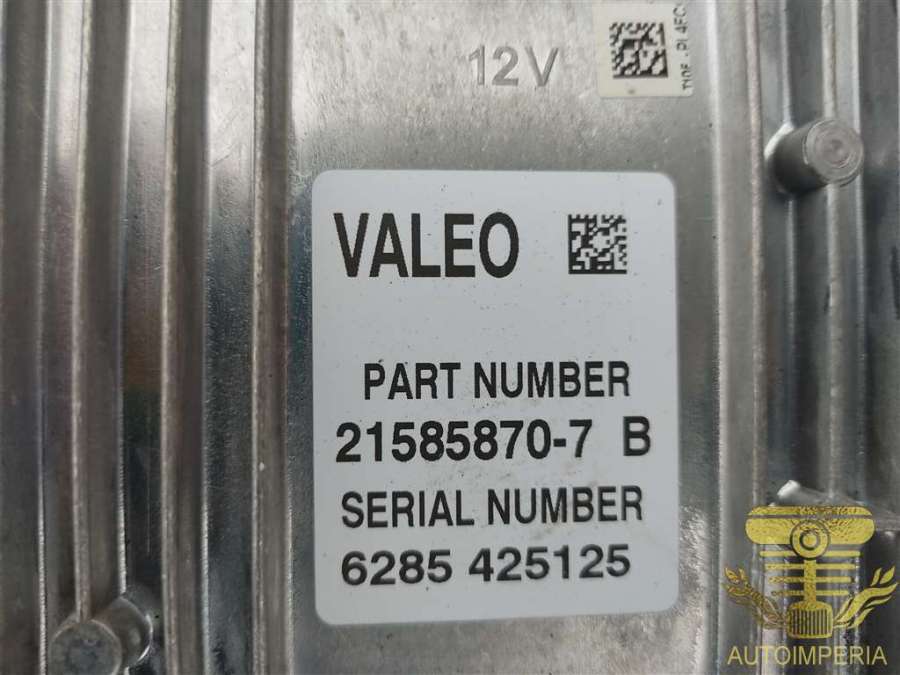 12V
VALEO
PART NUMBER
21585870-7 B
SERIAL NUMBER
6285 425125
AUTOIMPERIA